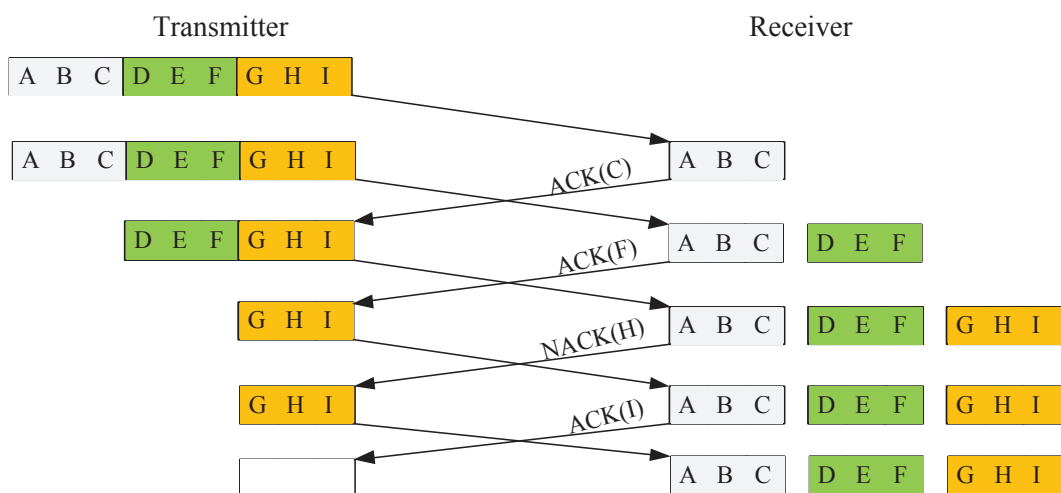 Transmitter Receiver
A B C D E F G H I
A B C D E F G H I A B C
ACK(C)
D E F G H I A B C D E F
ACK(F)
G H I A B C D E F G H I
NACK(H)
G H I A B C D E F G H I
ACK(I)
A B C D E F G H I